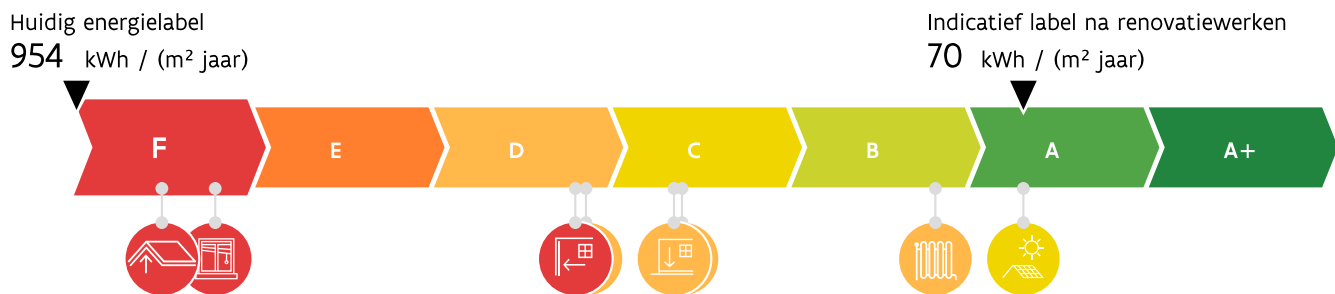 Huidig energielabel
954 kWh / (m² jaar)
Indicatief label na renovatiewerken
70 kWh / (m² jaar)
F E D C B A A+